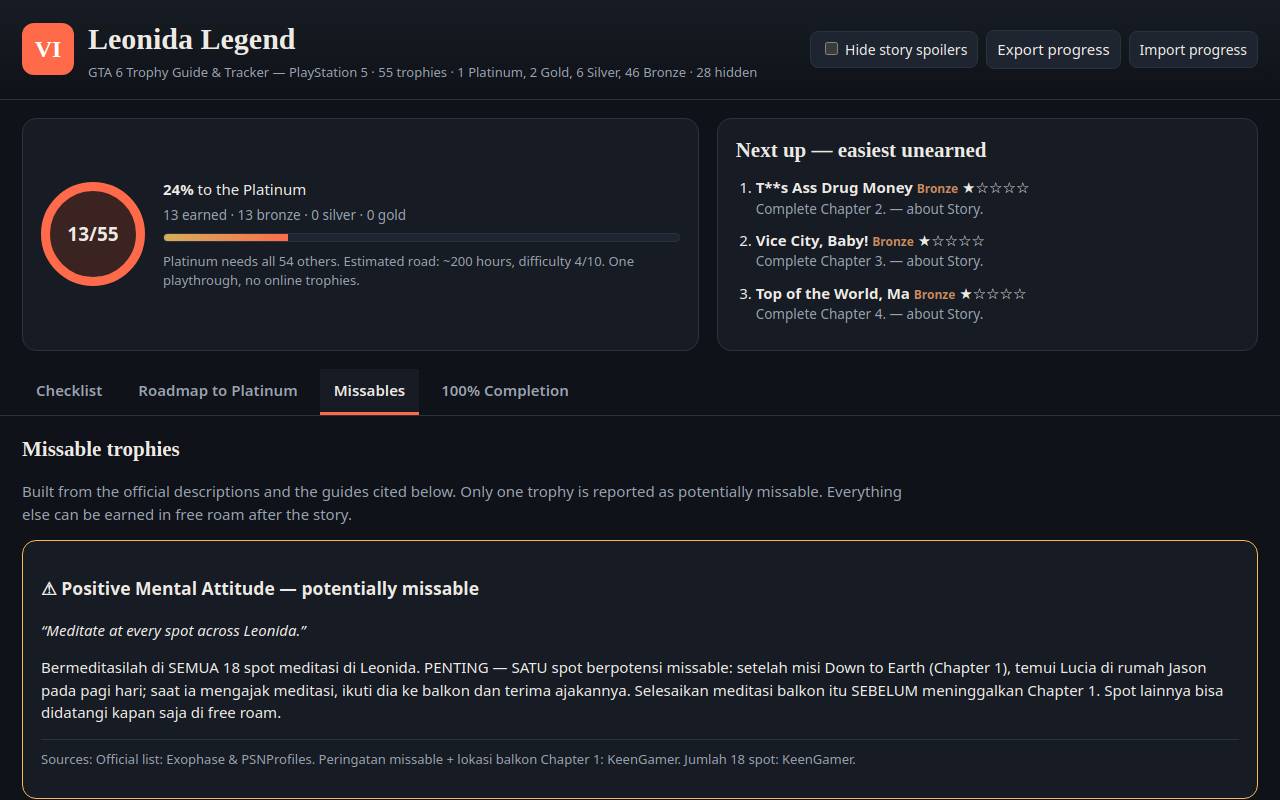 VI
Leonida Legend
GTA 6 Trophy Guide & Tracker — PlayStation 5 · 55 trophies · 1 Platinum, 2 Gold, 6 Silver, 46 Bronze · 28 hidden
Hide story spoilers
Export progress
Import progress
13/55
24% to the Platinum
13 earned · 13 bronze · 0 silver · 0 gold
Platinum needs all 54 others. Estimated road: ~200 hours, difficulty 4/10. One
playthrough, no online trophies.
Next up — easiest unearned
1. T**s Ass Drug Money Bronze ★☆☆☆☆
Complete Chapter 2. — about Story.
2. Vice City, Baby! Bronze ★☆☆☆☆
Complete Chapter 3. — about Story.
3. Top of the World, Ma Bronze ★☆☆☆☆
Complete Chapter 4. — about Story.
Checklist
Roadmap to Platinum
Missables
100% Completion
Missable trophies
Built from the official descriptions and the guides cited below. Only one trophy is reported as potentially missable. Everything
else can be earned in free roam after the story.
⚠ Positive Mental Attitude — potentially missable
“Meditate at every spot across Leonida.”
Bermeditasilah di SEMUA 18 spot meditasi di Leonida. PENTING — SATU spot berpotensi missable: setelah misi Down to Earth (Chapter 1), temui Lucia di rumah Jason
pada pagi hari; saat ia mengajak meditasi, ikuti dia ke balkon dan terima ajakannya. Selesaikan meditasi balkon itu SEBELUM meninggalkan Chapter 1. Spot lainnya bisa
didatangi kapan saja di free roam.
Sources: Official list: Exophase & PSNProfiles. Peringatan missable + lokasi balkon Chapter 1: KeenGamer. Jumlah 18 spot: KeenGamer.